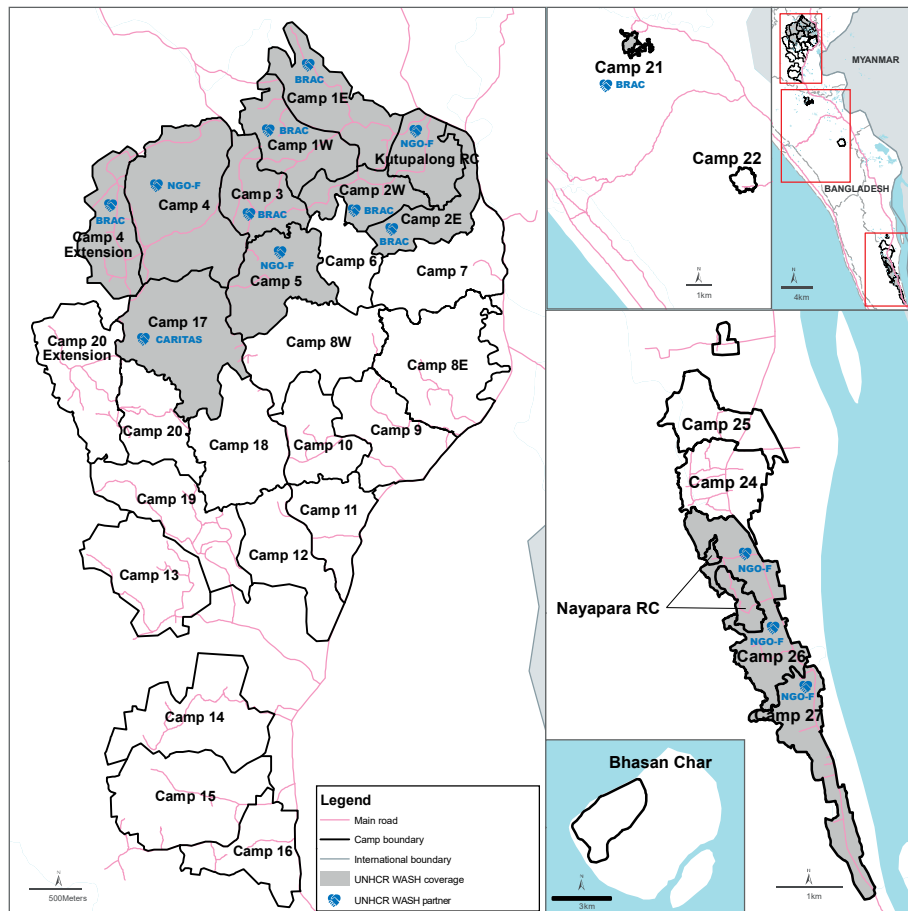 BRAC
Camp 1E
BRAC
Camp 1W
NGO-F
Kutupalong RC
NGO-F
Camp 4
BRAC
Camp 4
Extension
Camp 3
BRAC
Camp 2W
BRAC
Camp 2E
BRAC
NGO-F
Camp 5
Camp 6
Camp 7
Camp 17
CARITAS
Camp 20
Extension
Camp 8W
Camp 8E
Camp 20
Camp 18
Camp 10
Camp 9
Camp 19
Camp 11
Camp 12
Camp 13
Camp 14
Camp 15
Camp 16
N
500Meters
Legend
Main road
Camp boundary
International boundary
UNHCR WASH coverage
UNHCR WASH partner
Camp 21
BRAC
Camp 22
N
1km
MYANMAR
BANGLADESH
N
4km
Camp 25
Camp 24
NGO-F
Nayapara RC
NGO-F
Camp 26
NGO-F
Camp 27
N
1km
Bhasan Char
N
3km